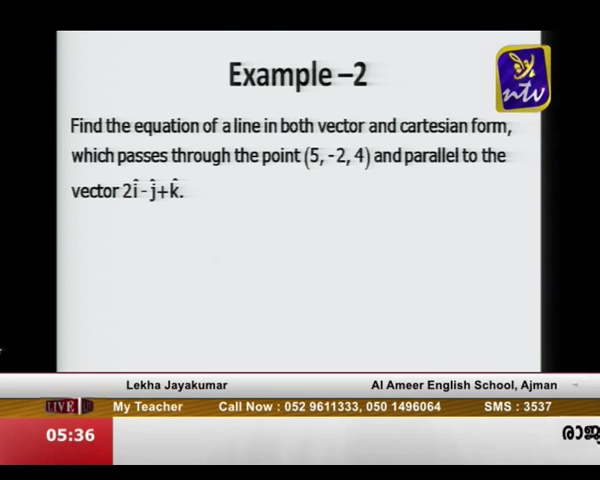 Example –2
ntv
Find the equation of a line in both vector and cartesian form,
which passes through the point (5, -2, 4) and parallel to the
vector 2î - ĵ+k̂.
Lekha Jayakumar Al Ameer English School, Ajman
LIVE My Teacher Call Now : 052 9611333, 050 1496064 SMS : 3537
05:36